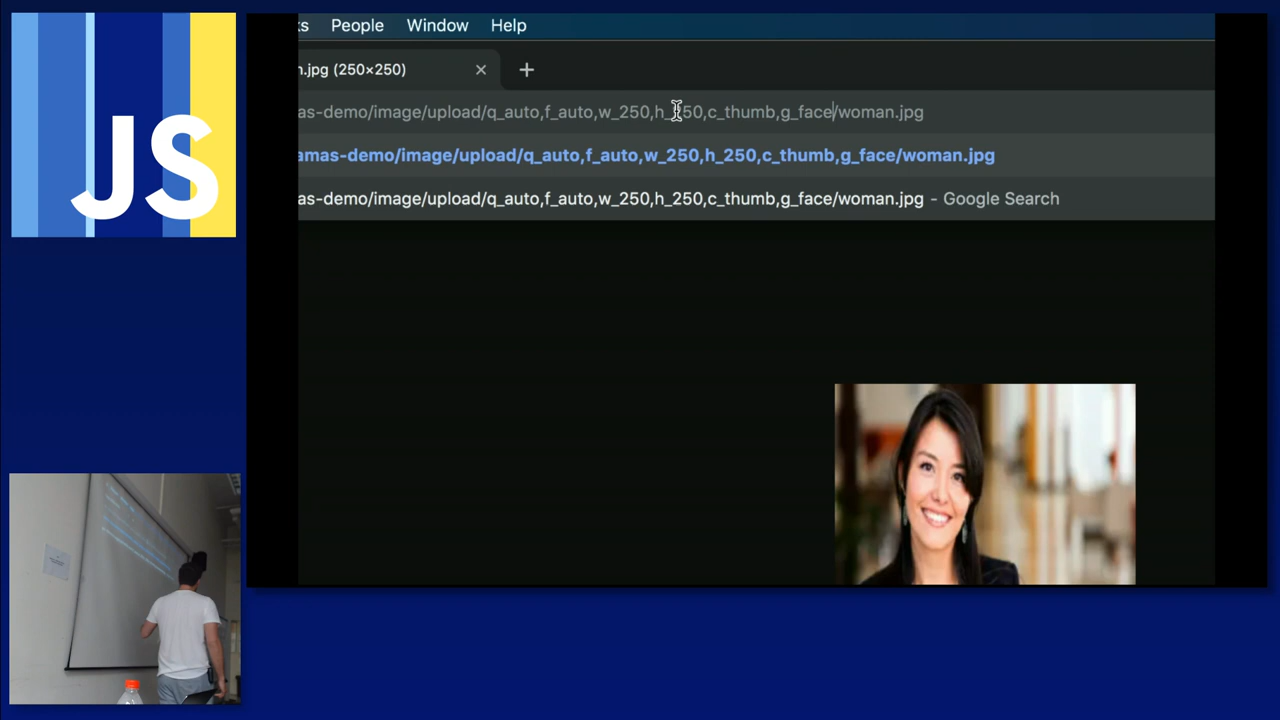 JS
ks People Window Help
n.jpg (250×250)
as-demo/image/upload/q_auto,f_auto,w_250,h_250,c_thumb,g_face/woman.jpg
amas-demo/image/upload/q_auto,f_auto,w_250,h_250,c_thumb,g_face/woman.jpg
as-demo/image/upload/q_auto,f_auto,w_250,h_250,c_thumb,g_face/woman.jpg - Google Search